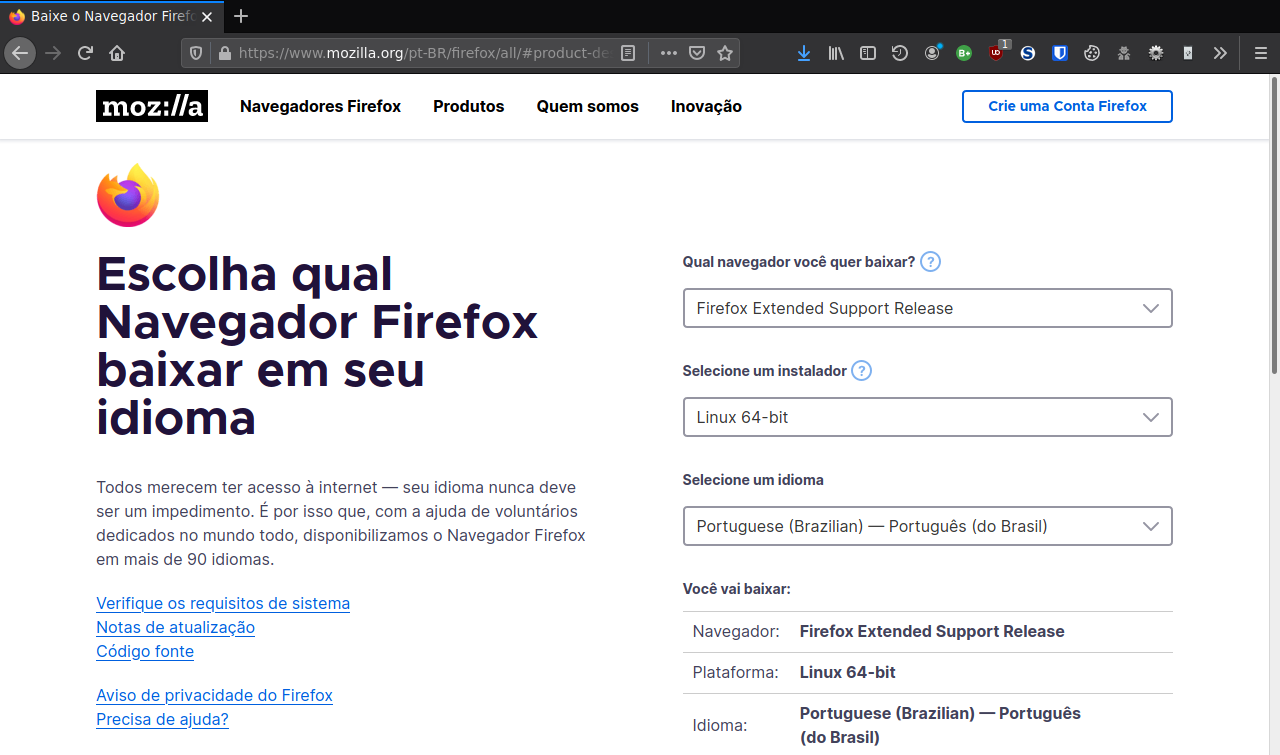 Baixe o Navegador Firefo
https://www.mozilla.org/pt-BR/firefox/all/#product-de
1
moz://a
Navegadores Firefox
Produtos
Quem somos
Inovação
Crie uma Conta Firefox
Escolha qual
Navegador Firefox
baixar em seu
idioma
Todos merecem ter acesso à internet — seu idioma nunca deve
ser um impedimento. É por isso que, com a ajuda de voluntários
dedicados no mundo todo, disponibilizamos o Navegador Firefox
em mais de 90 idiomas.
Verifique os requisitos de sistema
Notas de atualização
Código fonte
Aviso de privacidade do Firefox
Precisa de ajuda?
Qual navegador você quer baixar? ?
Firefox Extended Support Release
Selecione um instalador ?
Linux 64-bit
Selecione um idioma
Portuguese (Brazilian) — Português (do Brasil)
Você vai baixar:
Navegador: Firefox Extended Support Release
Plataforma: Linux 64-bit
Idioma: Portuguese (Brazilian) — Português
(do Brasil)